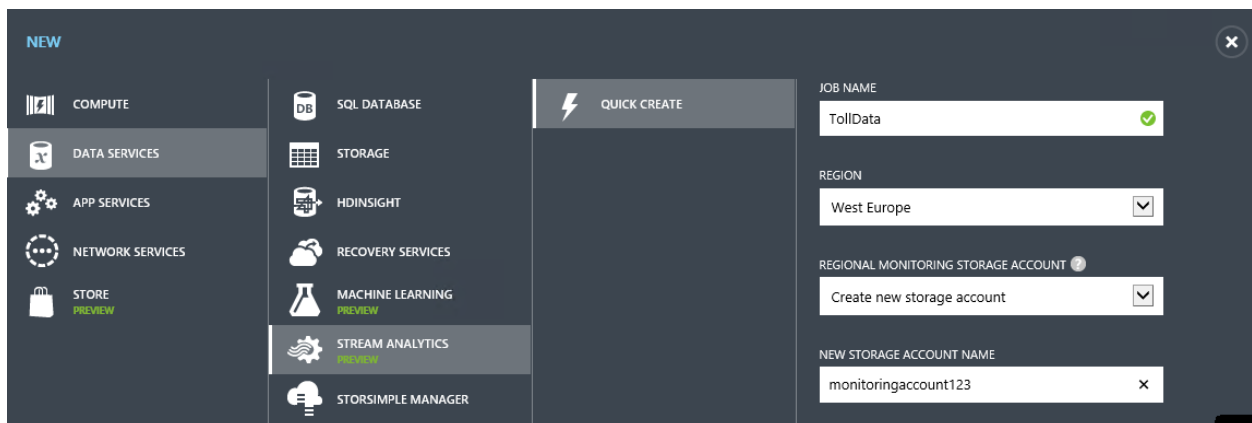 NEW
COMPUTE
DATA SERVICES
APP SERVICES
NETWORK SERVICES
STORE
PREVIEW
DB
SQL DATABASE
STORAGE
HDINSIGHT
RECOVERY SERVICES
MACHINE LEARNING
PREVIEW
STREAM ANALYTICS
PREVIEW
STORSIMPLE MANAGER
QUICK CREATE
JOB NAME
TollData
REGION
West Europe
REGIONAL MONITORING STORAGE ACCOUNT ?
Create new storage account
NEW STORAGE ACCOUNT NAME
monitoringaccount123